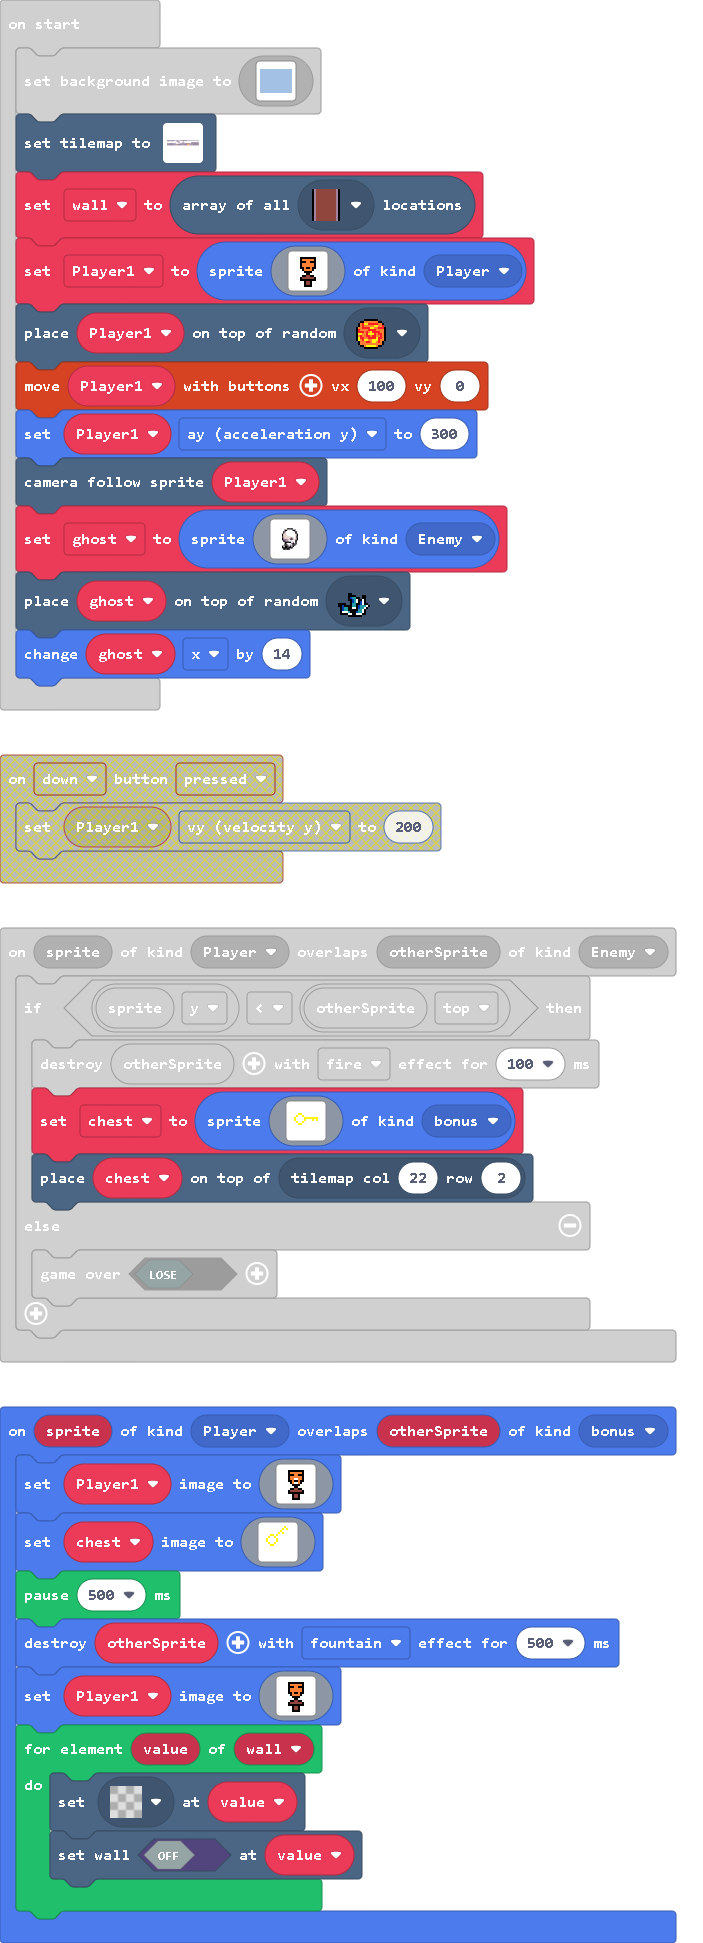 on start
set background image to
set tilemap to
set wall to array of all locations
set Player1 to sprite of kind Player
place Player1 on top of random
move Player1 with buttons vx 100 vy 0
set Player1 ay (acceleration y) to 300
camera follow sprite Player1
set ghost to sprite of kind Enemy
place ghost on top of random
change ghost x by 14
on down button pressed
set Player1 vy (velocity y) to 200
on sprite of kind Player overlaps otherSprite of kind Enemy
if sprite y < otherSprite top then
destroy otherSprite with fire effect for 100 ms
set chest to sprite of kind bonus
place chest on top of tilemap col 22 row 2
else
game over LOSE
on sprite of kind Player overlaps otherSprite of kind bonus
set Player1 image to
set chest image to
pause 500 ms
destroy otherSprite with fountain effect for 500 ms
set Player1 image to
for element value of wall
do
set at value
set wall OFF at value